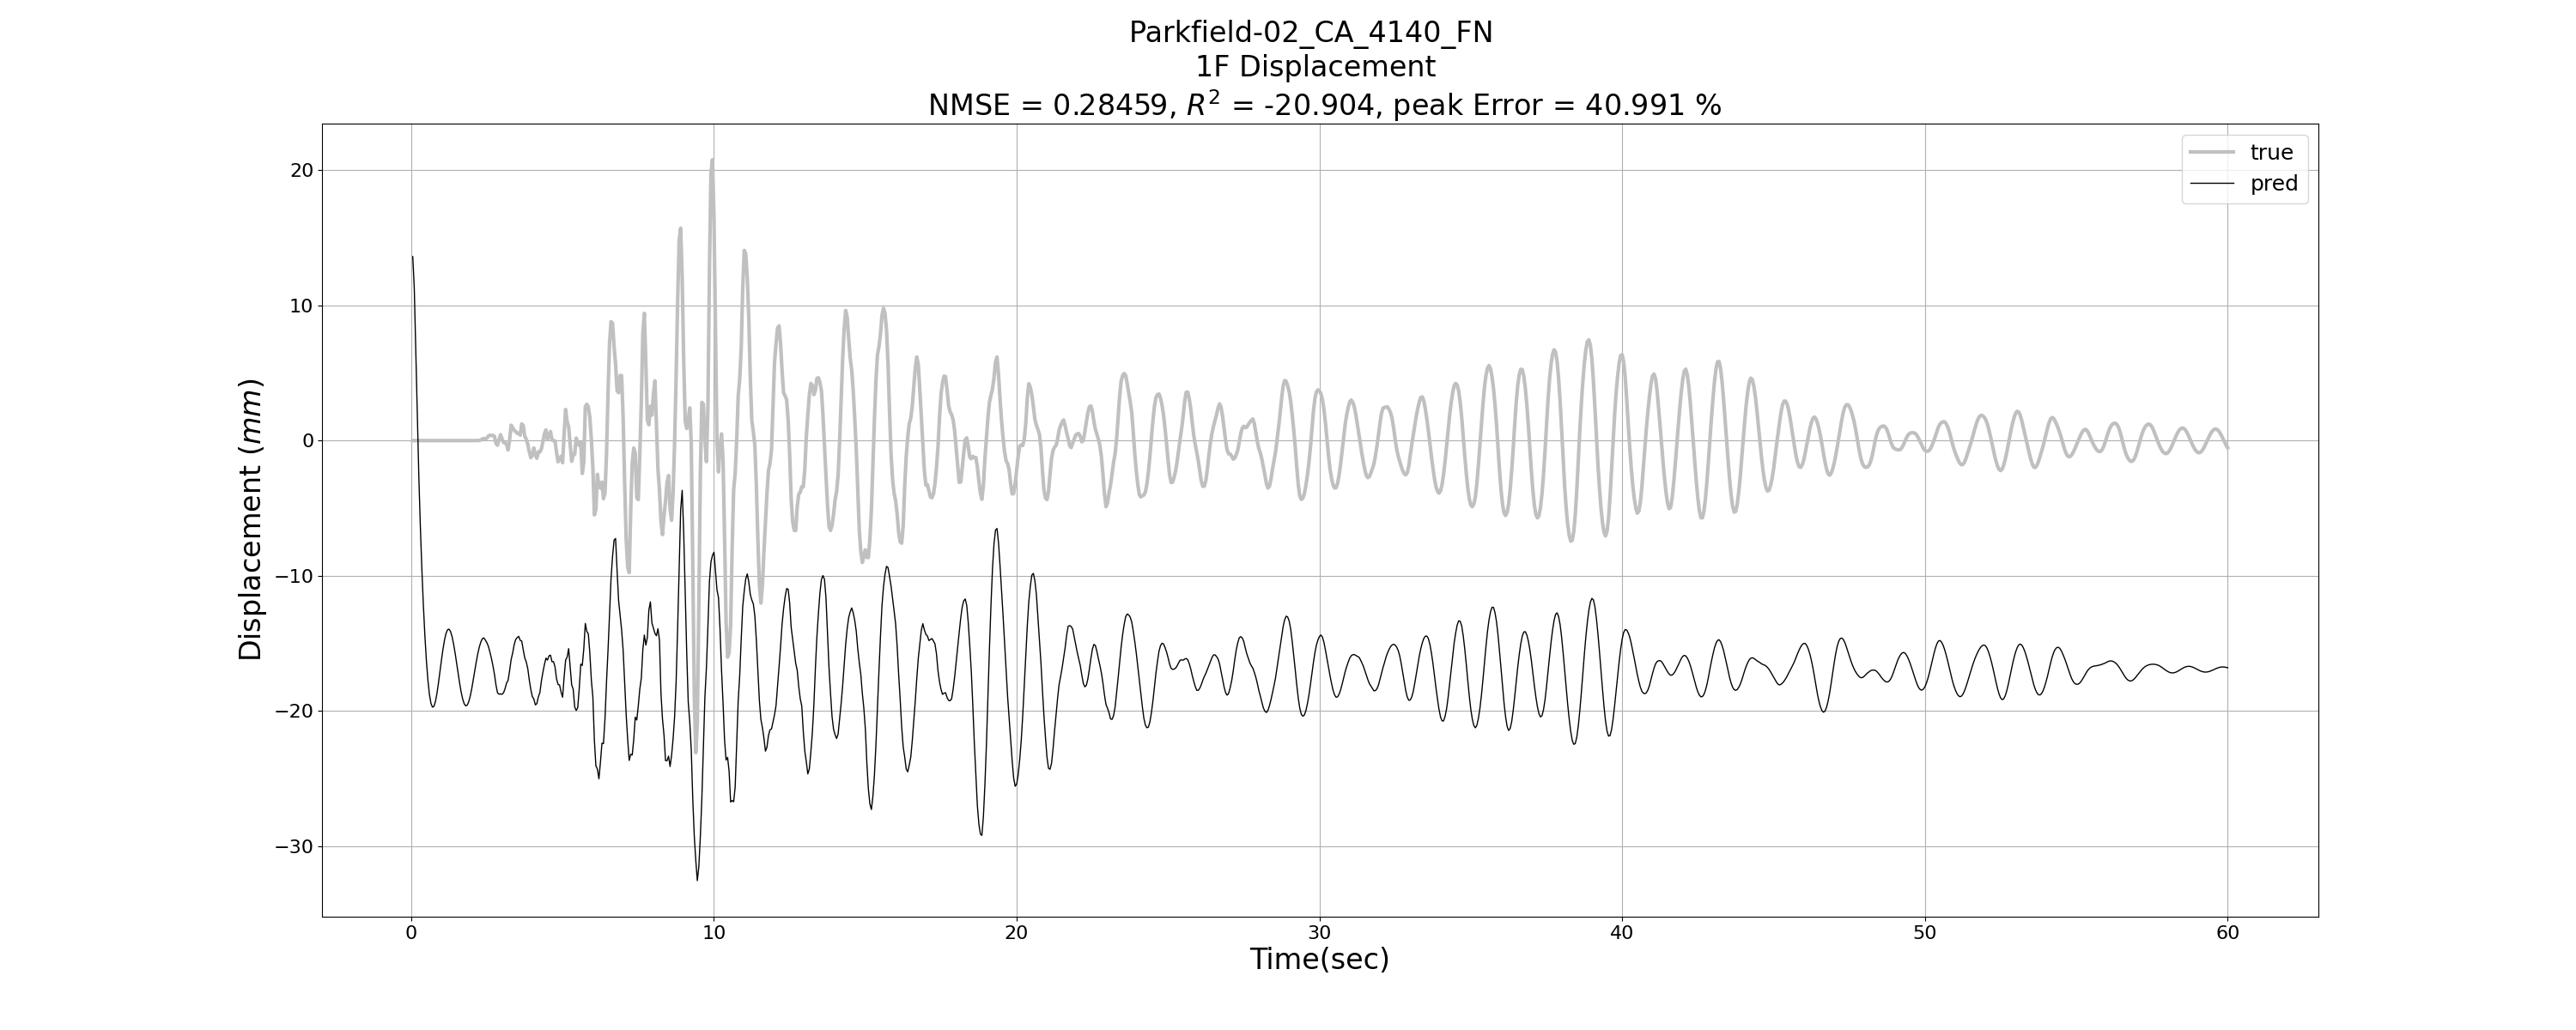 Parkfield-02_CA_4140_FN
1F Displacement
NMSE = 0.28459, R² = -20.904, peak Error = 40.991 %
true
pred
Displacement (mm)
20
10
0
−10
−20
−30
0 10 20 30 40 50 60
Time(sec)